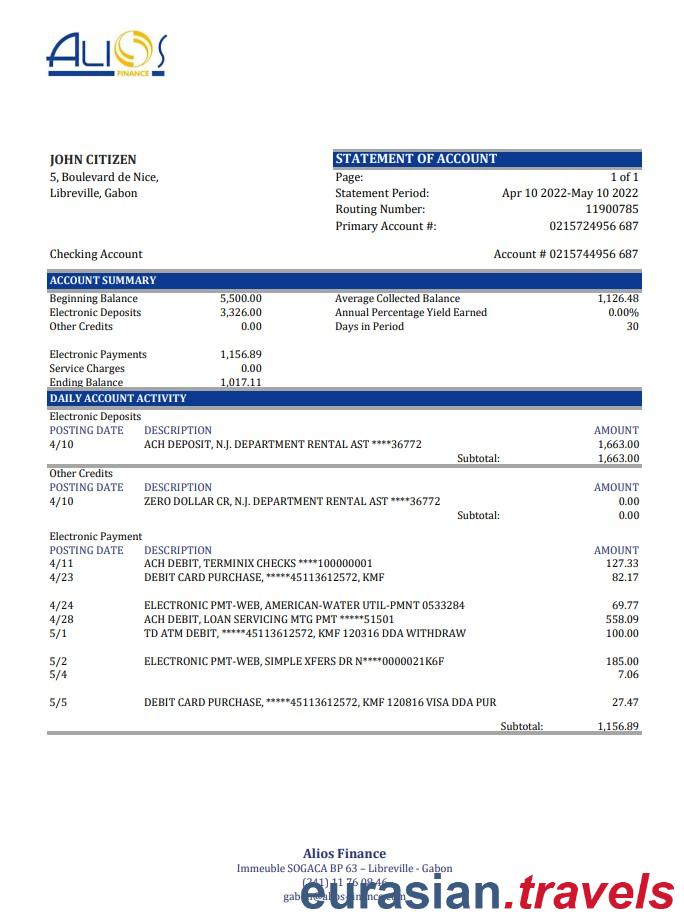 ALIOS
FINANCE
JOHN CITIZEN
5, Boulevard de Nice,
Libreville, Gabon
STATEMENT OF ACCOUNT
Page: 1 of 1
Statement Period: Apr 10 2022-May 10 2022
Routing Number: 11900785
Primary Account #: 0215724956 687
Checking Account Account # 0215744956 687
ACCOUNT SUMMARY
Beginning Balance 5,500.00 Average Collected Balance 1,126.48
Electronic Deposits 3,326.00 Annual Percentage Yield Earned 0.00%
Other Credits 0.00 Days in Period 30
Electronic Payments 1,156.89
Service Charges 0.00
Ending Balance 1,017.11
DAILY ACCOUNT ACTIVITY
Electronic Deposits
POSTING DATE DESCRIPTION AMOUNT
4/10 ACH DEPOSIT, N.J. DEPARTMENT RENTAL AST ****36772 1,663.00
Subtotal: 1,663.00
Other Credits
POSTING DATE DESCRIPTION AMOUNT
4/10 ZERO DOLLAR CR, N.J. DEPARTMENT RENTAL AST ****36772 0.00
Subtotal: 0.00
Electronic Payment
POSTING DATE DESCRIPTION AMOUNT
4/11 ACH DEBIT, TERMINIX CHECKS ****100000001 127.33
4/23 DEBIT CARD PURCHASE, *****45113612572, KMF 82.17
4/24 ELECTRONIC PMT-WEB, AMERICAN-WATER UTIL-PMNT 0533284 69.77
4/28 ACH DEBIT, LOAN SERVICING MTG PMT *****51501 558.09
5/1 TD ATM DEBIT, *****45113612572, KMF 120316 DDA WITHDRAW 100.00
5/2 ELECTRONIC PMT-WEB, SIMPLE XFERS DR N****0000021K6F 185.00
5/4 7.06
5/5 DEBIT CARD PURCHASE, *****45113612572, KMF 120816 VISA DDA PUR 27.47
Subtotal: 1,156.89
Alios Finance
Immeuble SOGACA BP 63 – Libreville - Gabon
(241) 11 76 09 46
eurasian.travels